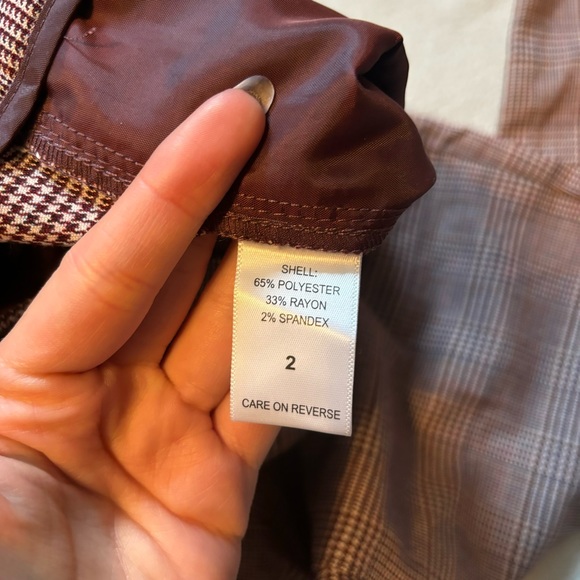 SHELL:
65% POLYESTER
33% RAYON
2% SPANDEX
2
CARE ON REVERSE